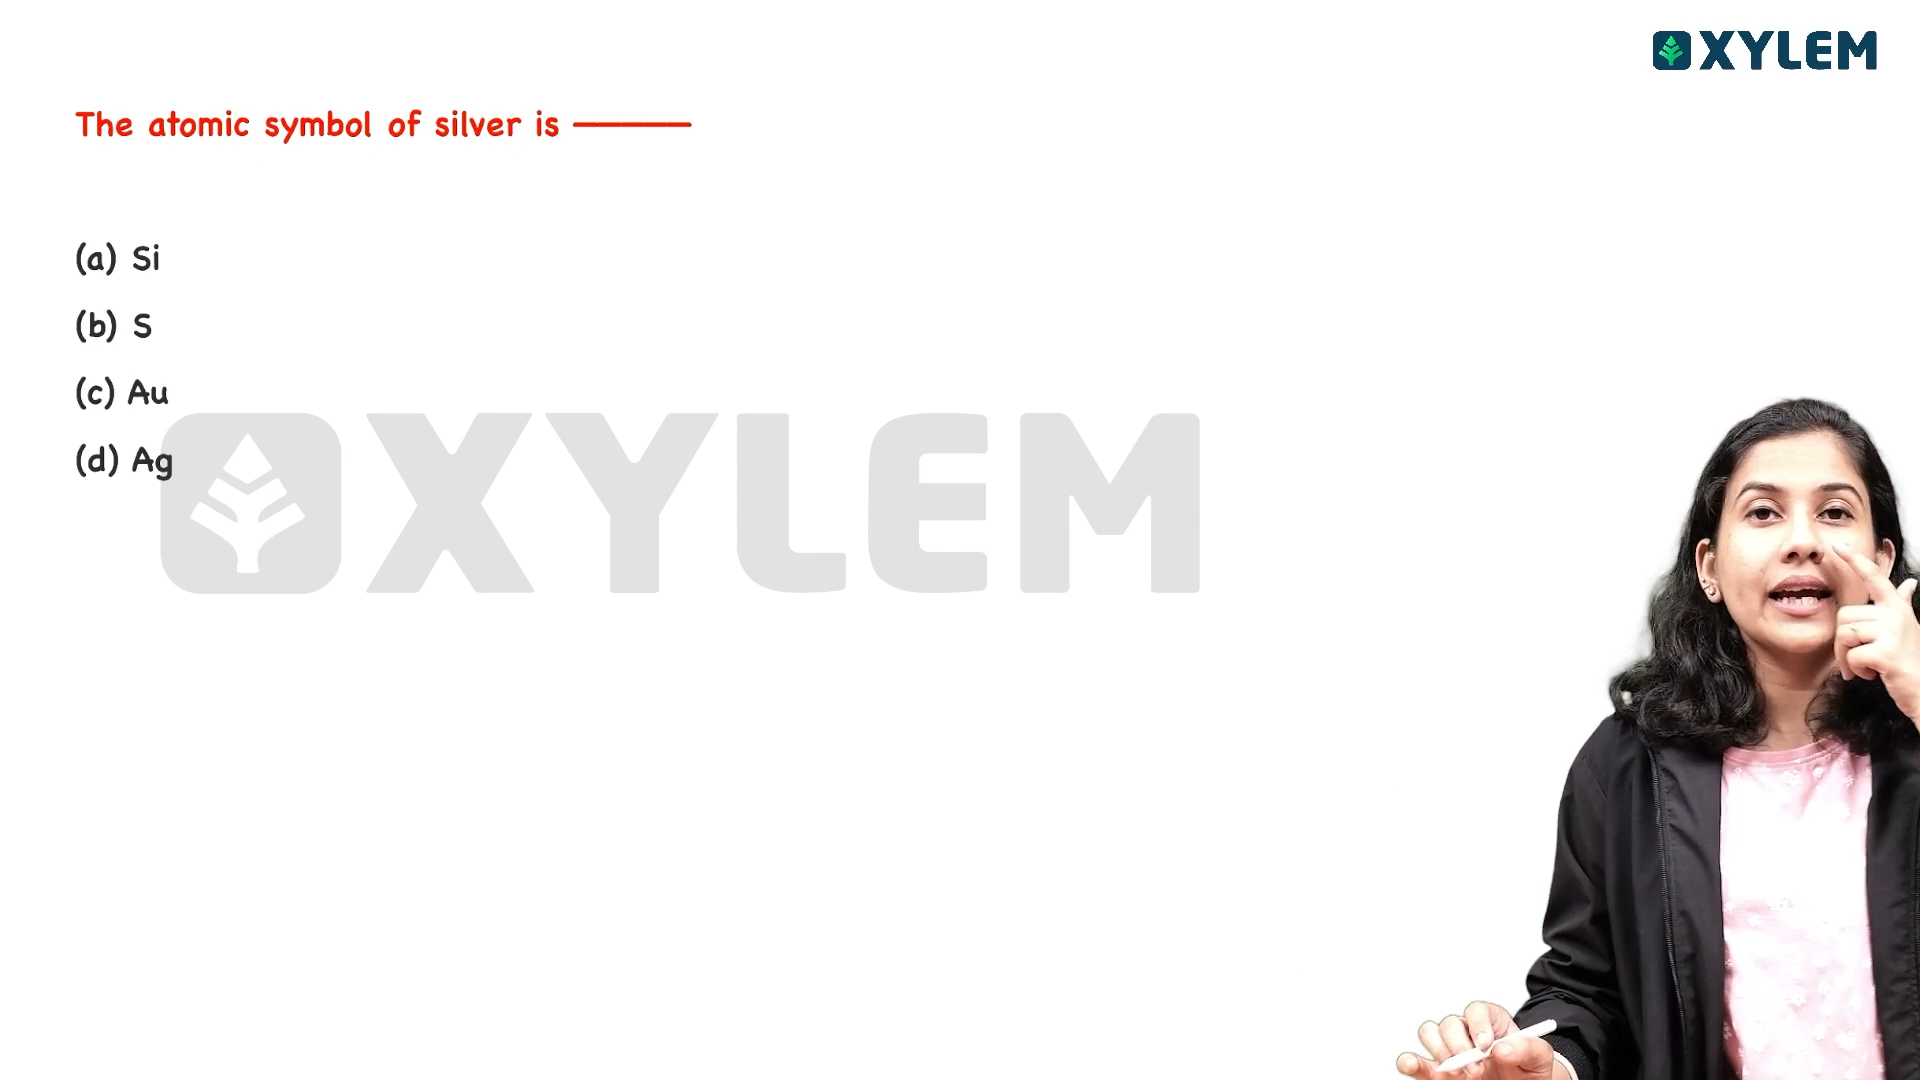 XYLEM
The atomic symbol of silver is ———
(a) Si
(b) S
(c) Au
(d) Ag
XYLEM